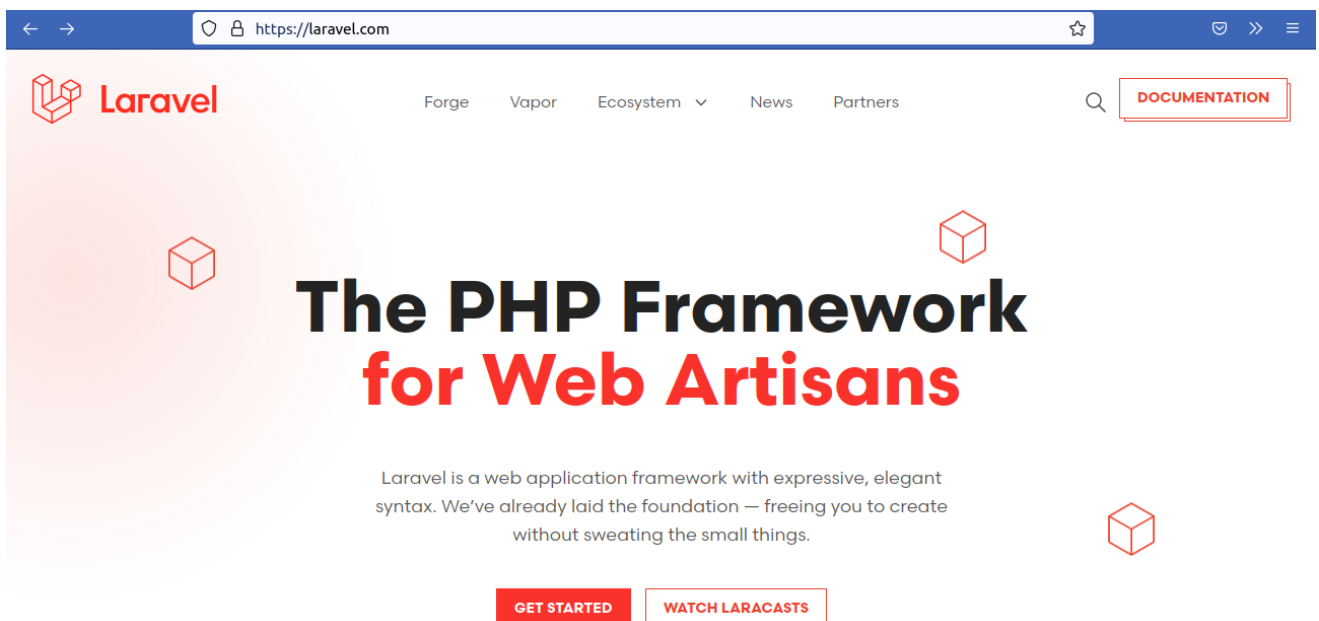 https://laravel.com
Laravel
Forge Vapor Ecosystem News Partners
DOCUMENTATION
The PHP Framework
for Web Artisans
Laravel is a web application framework with expressive, elegant
syntax. We've already laid the foundation — freeing you to create
without sweating the small things.
GET STARTED WATCH LARACASTS